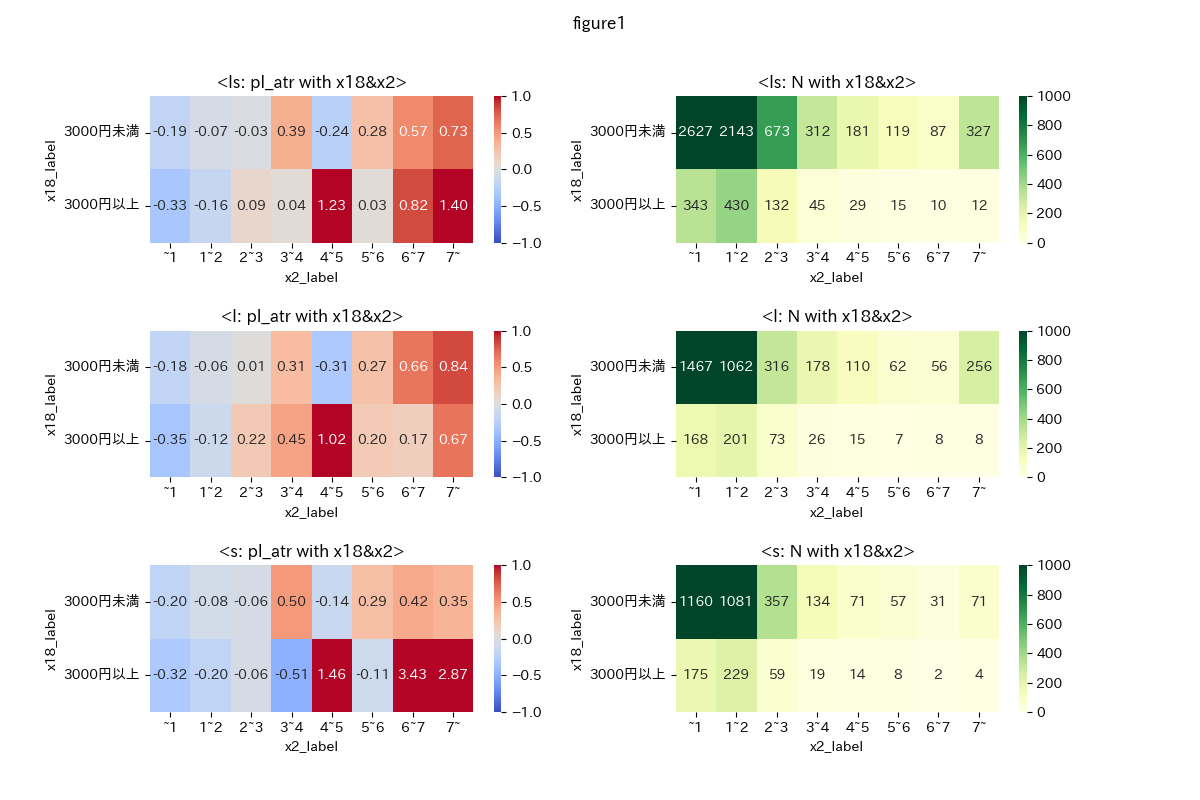 figure1
<ls: pl_atr with x18&x2>
x18_label
3000円未満 -0.19 -0.07 -0.03 0.39 -0.24 0.28 0.57 0.73
3000円以上 -0.33 -0.16 0.09 0.04 1.23 0.03 0.82 1.40
~1 1~2 2~3 3~4 4~5 5~6 6~7 7~
x2_label
1.0
0.5
0.0
−0.5
−1.0
<ls: N with x18&x2>
x18_label
3000円未満 2627 2143 673 312 181 119 87 327
3000円以上 343 430 132 45 29 15 10 12
~1 1~2 2~3 3~4 4~5 5~6 6~7 7~
x2_label
1000
800
600
400
200
0
<l: pl_atr with x18&x2>
x18_label
3000円未満 -0.18 -0.06 0.01 0.31 -0.31 0.27 0.66 0.84
3000円以上 -0.35 -0.12 0.22 0.45 1.02 0.20 0.17 0.67
~1 1~2 2~3 3~4 4~5 5~6 6~7 7~
x2_label
1.0
0.5
0.0
−0.5
−1.0
<l: N with x18&x2>
x18_label
3000円未満 1467 1062 316 178 110 62 56 256
3000円以上 168 201 73 26 15 7 8 8
~1 1~2 2~3 3~4 4~5 5~6 6~7 7~
x2_label
1000
800
600
400
200
0
<s: pl_atr with x18&x2>
x18_label
3000円未満 -0.20 -0.08 -0.06 0.50 -0.14 0.29 0.42 0.35
3000円以上 -0.32 -0.20 -0.06 -0.51 1.46 -0.11 3.43 2.87
~1 1~2 2~3 3~4 4~5 5~6 6~7 7~
x2_label
1.0
0.5
0.0
−0.5
−1.0
<s: N with x18&x2>
x18_label
3000円未満 1160 1081 357 134 71 57 31 71
3000円以上 175 229 59 19 14 8 2 4
~1 1~2 2~3 3~4 4~5 5~6 6~7 7~
x2_label
1000
800
600
400
200
0